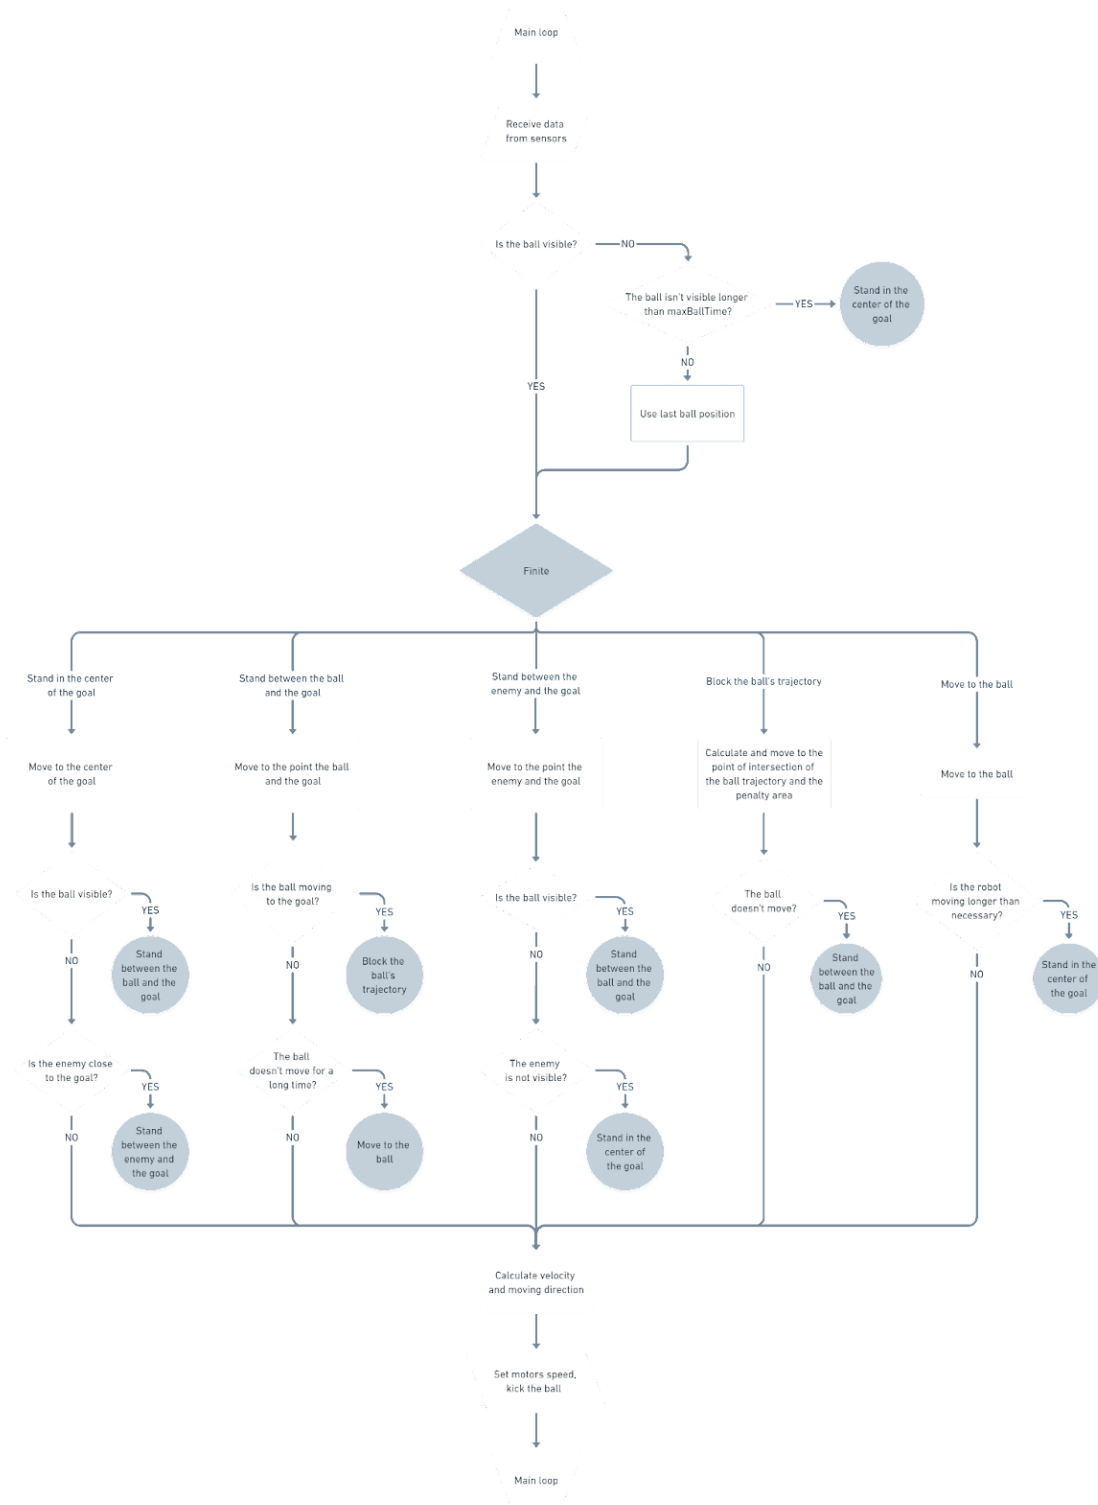 Main loop
Receive data
from sensors
Is the ball visible?
NO
The ball isn't visible longer
than maxBallTime?
YES
Stand in the
center of the
goal
NO
YES
Use last ball position
Finite
Stand in the center
of the goal
Stand between the ball
and the goal
Stand between the
enemy and the goal
Block the ball's trajectory
Move to the ball
Move to the center
of the goal
Move to the point the ball
and the goal
Move to the point the
enemy and the goal
Calculate and move to the
point of intersection of
the ball trajectory and the
penalty area
Move to the ball
Is the ball visible?
YES
Stand
between the
ball and the
goal
NO
Is the ball moving
to the goal?
YES
Block the
ball's
trajectory
NO
Is the ball visible?
YES
Stand
between the
ball and the
goal
NO
The ball
doesn't move?
YES
Stand
between the
ball and the
goal
NO
Is the robot
moving longer than
necessary?
YES
Stand in the
center of
the goal
NO
Is the enemy close
to the goal?
YES
Stand
between the
enemy and
the goal
NO
The ball
doesn't move for a
long time?
YES
Move to the
ball
NO
The enemy
is not visible?
YES
Stand in the
center of
the goal
NO
Calculate velocity
and moving direction
Set motors speed,
kick the ball
Main loop